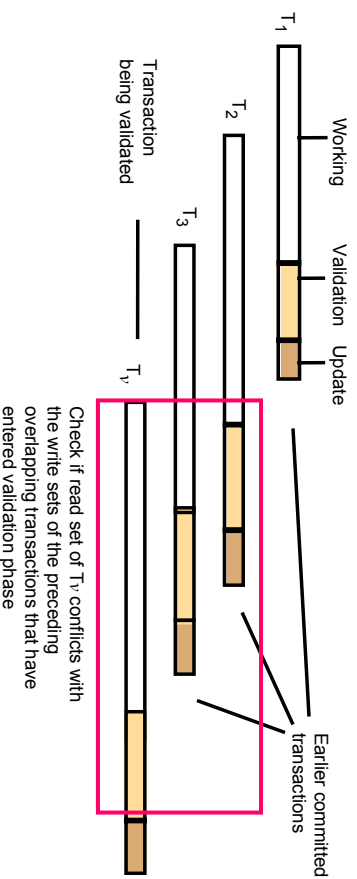 Working
Validation
Update
T1
Earlier committed
transactions
T2
T3
Transaction
being validated
Tv
Check if read set of Tv conflicts with
the write sets of the preceding
overlapping transactions that have
entered validation phase